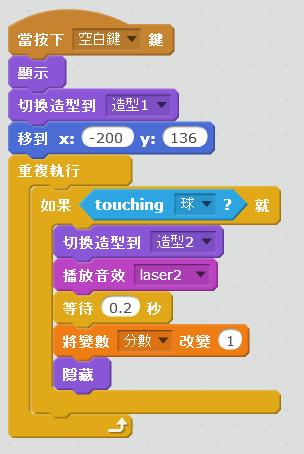 當按下 空白鍵 鍵
顯示
切換造型到 造型1
移到 x: -200 y: 136
重複執行
如果 touching 球 ? 就
切換造型到 造型2
播放音效 laser2
等待 0.2 秒
將變數 分數 改變 1
隱藏